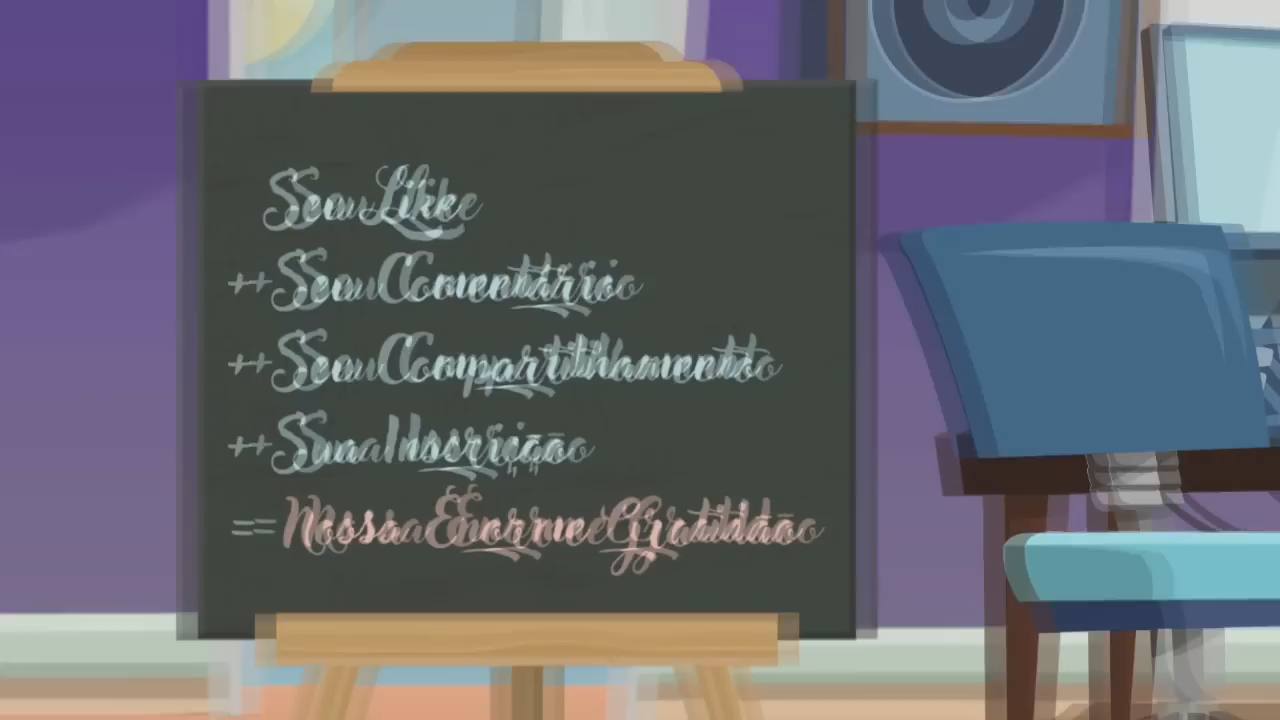 Seu Like
+ Seu Comentário
+ Seu Compartilhamento
+ Sua Inscrição
= Nossa Enorme Gratidão